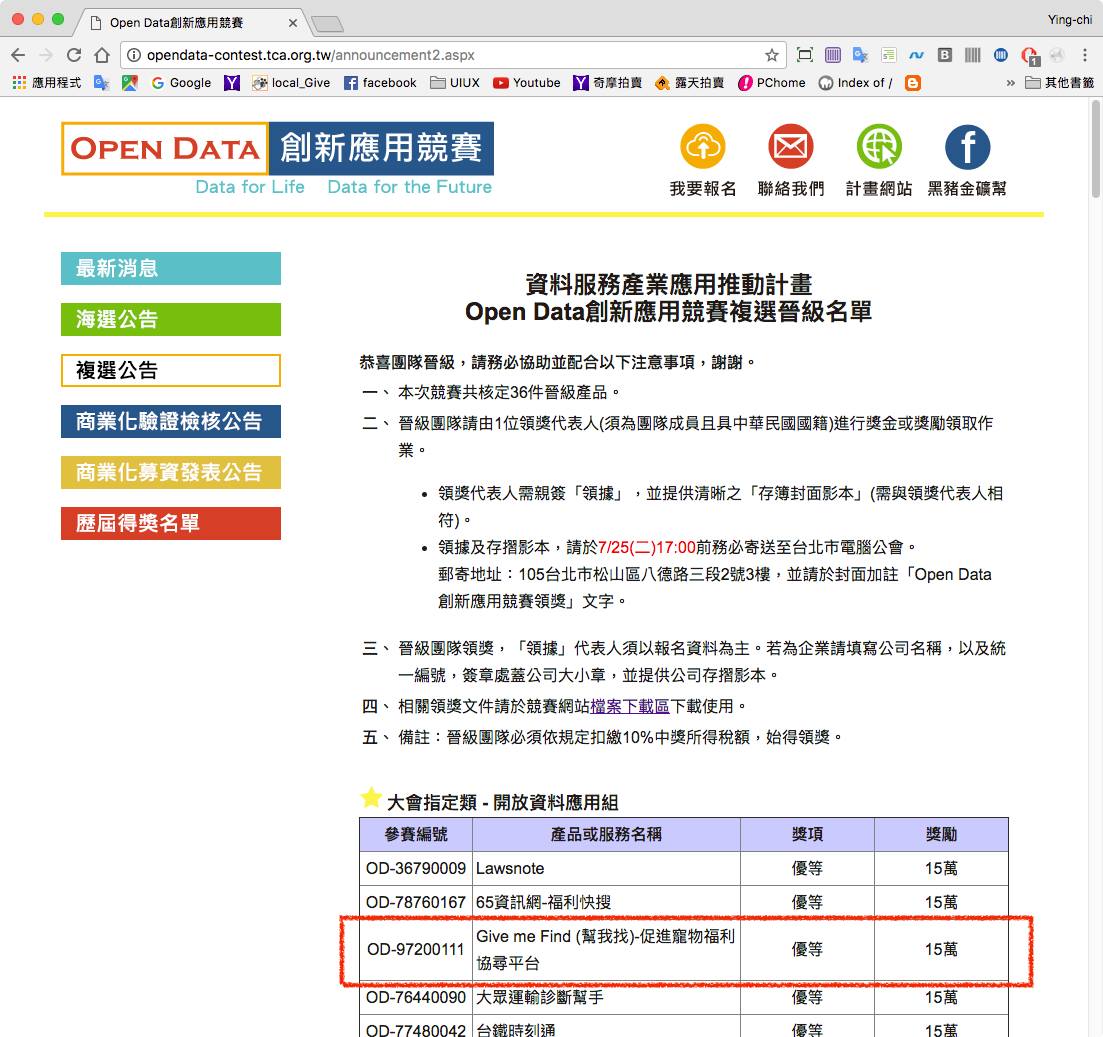 Open Data創新應用競賽
Ying-chi
opendata-contest.tca.org.tw/announcement2.aspx
應用程式 Google local_Give facebook UIUX Youtube 奇摩拍賣 露天拍賣 PChome Index of / » 其他書籤
OPEN DATA 創新應用競賽
Data for Life Data for the Future
我要報名 聯絡我們 計畫網站 黑豬金礦幫
最新消息
海選公告
複選公告
商業化驗證檢核公告
商業化募資發表公告
歷屆得獎名單
資料服務產業應用推動計畫
Open Data創新應用競賽複選晉級名單
恭喜團隊晉級，請務必協助並配合以下注意事項，謝謝。
一、 本次競賽共核定36件晉級產品。
二、 晉級團隊請由1位領獎代表人(須為團隊成員且具中華民國國籍)進行獎金或獎勵領取作
業。
• 領獎代表人需親簽「領據」，並提供清晰之「存簿封面影本」(需與領獎代表人相
符)。
• 領據及存摺影本，請於7/25(二)17:00前務必寄送至台北市電腦公會。
郵寄地址：105台北市松山區八德路三段2號3樓，並請於封面加註「Open Data
創新應用競賽領獎」文字。
三、 晉級團隊領獎，「領據」代表人須以報名資料為主。若為企業請填寫公司名稱，以及統
一編號，簽章處蓋公司大小章，並提供公司存摺影本。
四、 相關領獎文件請於競賽網站檔案下載區下載使用。
五、 備註：晉級團隊必須依規定扣繳10%中獎所得稅額，始得領獎。
大會指定類 - 開放資料應用組
參賽編號 產品或服務名稱 獎項 獎勵
OD-36790009 Lawsnote 優等 15萬
OD-78760167 65資訊網-福利快搜 優等 15萬
OD-97200111 Give me Find (幫我找)-促進寵物福利
協尋平台 優等 15萬
OD-76440090 大眾運輸診斷幫手 優等 15萬
OD-77480042 台鐵時刻通 優等 15萬